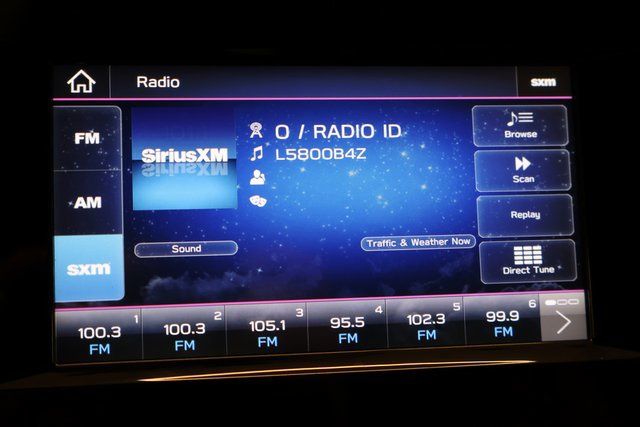 Radio
sxm
FM
AM
sxm
SiriusXM
0 / RADIO ID
L5800B4Z
Sound
Traffic & Weather Now
Browse
Scan
Replay
Direct Tune
100.3 1
FM
100.3 2
FM
105.1 3
FM
95.5 4
FM
102.3 5
FM
99.9 6
FM